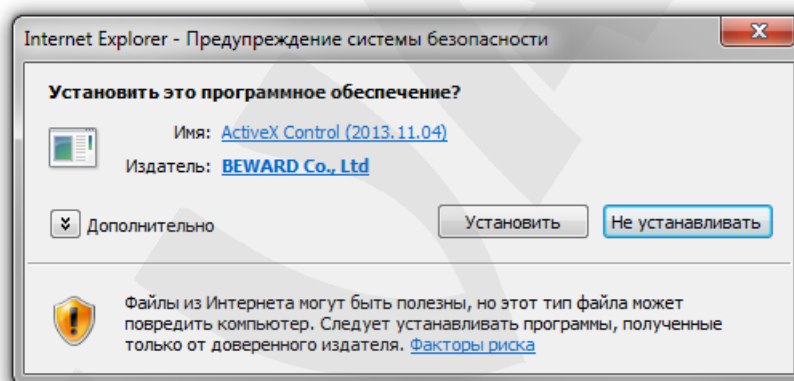 Internet Explorer - Предупреждение системы безопасности
Установить это программное обеспечение?
Имя: ActiveX Control (2013.11.04)
Издатель: BEWARD Co., Ltd
Дополнительно Установить Не устанавливать
Файлы из Интернета могут быть полезны, но этот тип файла может
повредить компьютер. Следует устанавливать программы, полученные
только от доверенного издателя. Факторы риска